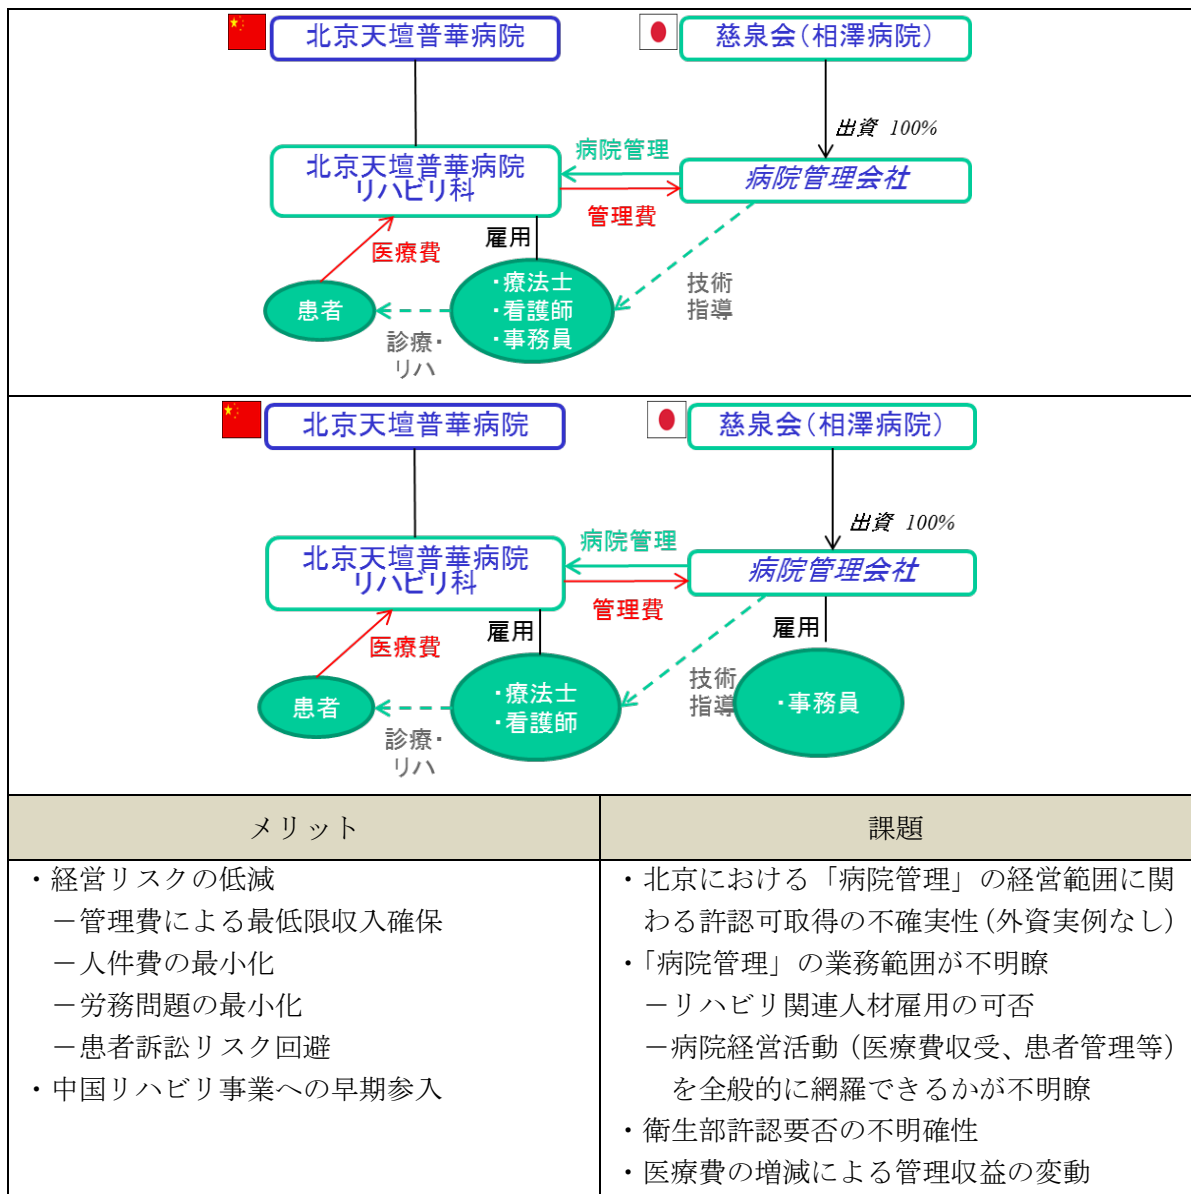 北京天壇普華病院
慈泉会（相澤病院）
出資 100%
病院管理
北京天壇普華病院
リハビリ科
病院管理会社
管理費
雇用
医療費
・療法士
・看護師
・事務員
患者
技術
指導
診療・
リハ
北京天壇普華病院
慈泉会（相澤病院）
出資 100%
病院管理
北京天壇普華病院
リハビリ科
病院管理会社
管理費
雇用
雇用
医療費
・療法士
・看護師
技術
指導
・事務員
患者
診療・
リハ
メリット
・経営リスクの低減
－管理費による最低限収入確保
－人件費の最小化
－労務問題の最小化
－患者訴訟リスク回避
・中国リハビリ事業への早期参入
課題
・北京における「病院管理」の経営範囲に関
わる許認可取得の不確実性（外資実例なし）
・「病院管理」の業務範囲が不明瞭
－リハビリ関連人材雇用の可否
－病院経営活動（医療費収受、患者管理等）
を全般的に網羅できるかが不明瞭
・衛生部許認要否の不明確性
・医療費の増減による管理収益の変動